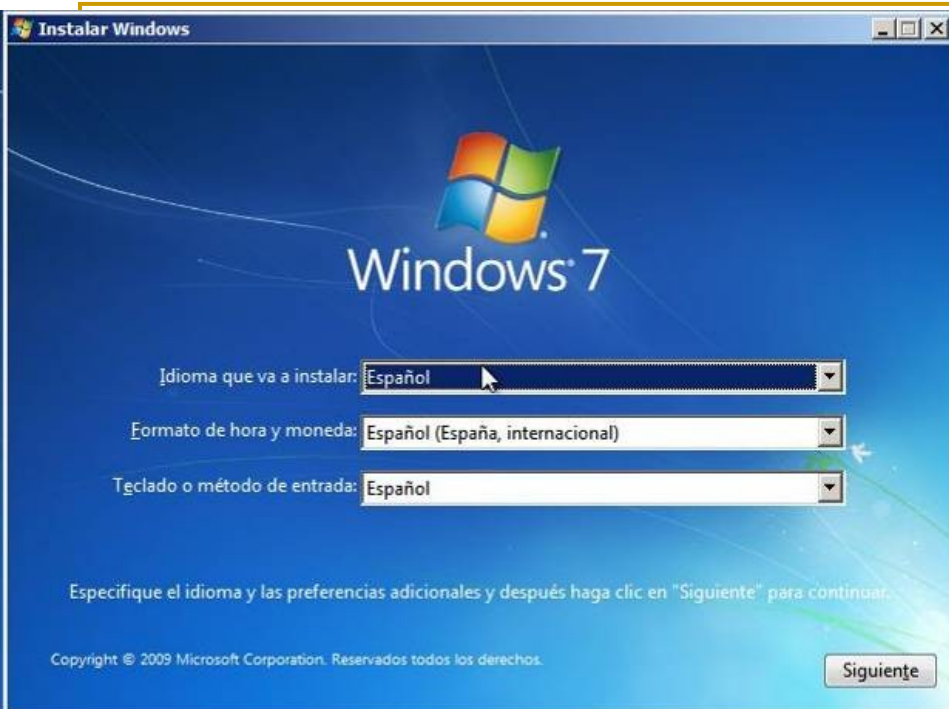 Instalar Windows
Windows 7
Idioma que va a instalar: Español
Formato de hora y moneda: Español (España, internacional)
Teclado o método de entrada: Español
Especifique el idioma y las preferencias adicionales y después haga clic en "Siguiente" para continuar.
Copyright © 2009 Microsoft Corporation. Reservados todos los derechos.
Siguiente